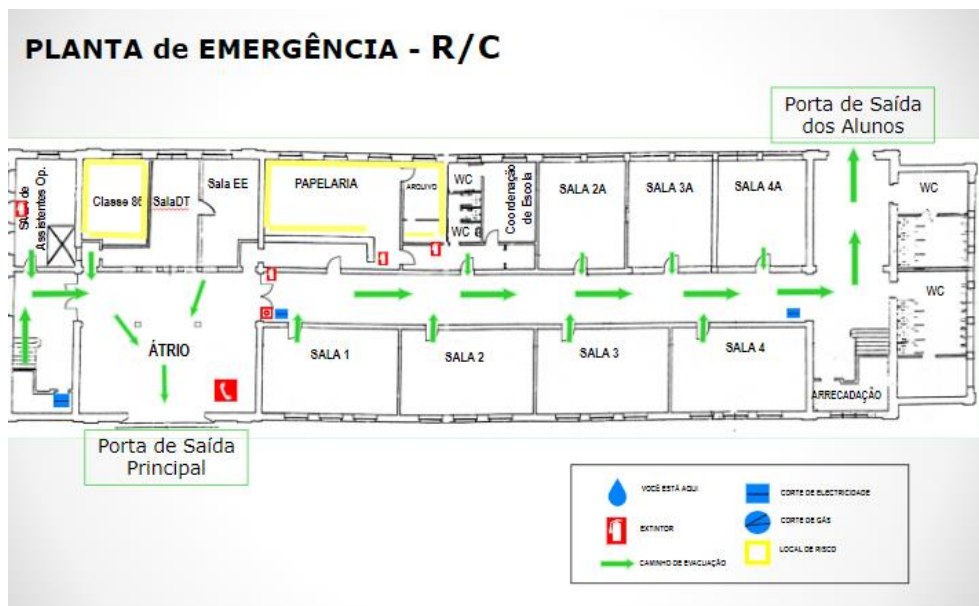 PLANTA de EMERGÊNCIA - R/C
Porta de Saída
dos Alunos
Assistentes Op.
Classe 86
SalaDT
Sala EE
PAPELARIA
ARQUIVO
WC
WC
Coordenação
de Escola
SALA 2A
SALA 3A
SALA 4A
WC
WC
ÁTRIO
SALA 1
SALA 2
SALA 3
SALA 4
ARRECADAÇÃO
Porta de Saída
Principal
VOCÊ ESTÁ AQUI
CORTE DE ELECTRICIDADE
EXTINTOR
CORTE DE GÁS
CAMINHO DE EVACUAÇÃO
LOCAL DE RISCO